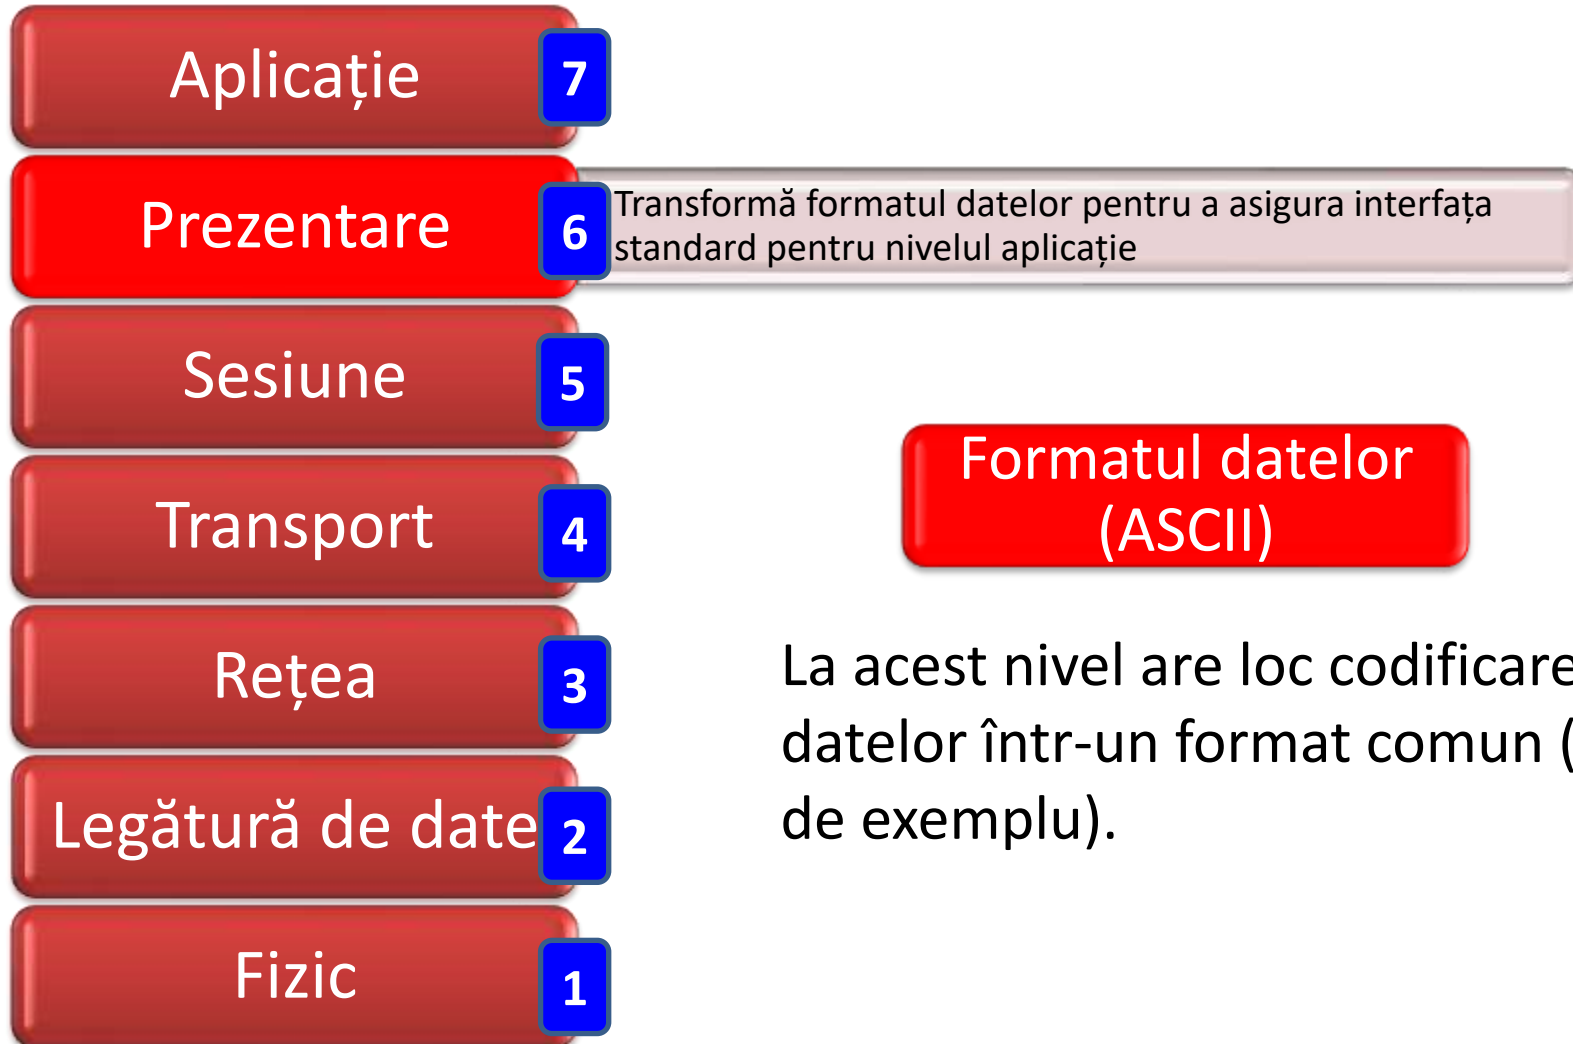 Aplicație
7
Prezentare
6
Transformă formatul datelor pentru a asigura interfața
standard pentru nivelul aplicație
Sesiune
5
Formatul datelor
(ASCII)
Transport
4
Rețea
3
La acest nivel are loc codificare
datelor într-un format comun (
de exemplu).
Legătură de date
2
Fizic
1